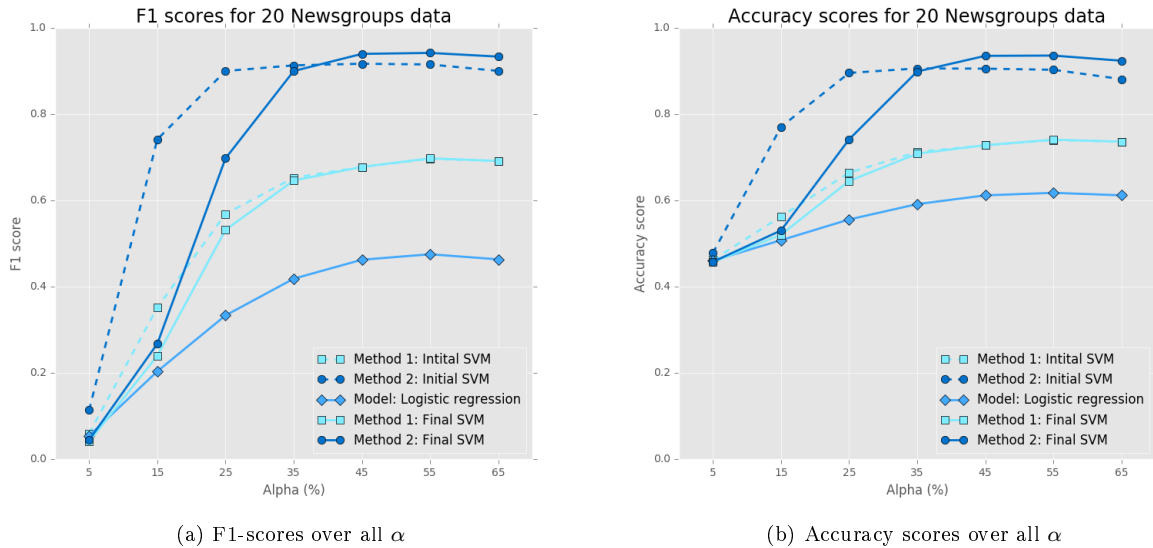 F1 scores for 20 Newsgroups data
1.0
0.8
0.6
0.4
0.2
0.0
F1 score
5 15 25 35 45 55 65
Alpha (%)
Method 1: Intital SVM
Method 2: Initial SVM
Model: Logistic regression
Method 1: Final SVM
Method 2: Final SVM
(a) F1-scores over all α
Accuracy scores for 20 Newsgroups data
1.0
0.8
0.6
0.4
0.2
0.0
Accuracy score
5 15 25 35 45 55 65
Alpha (%)
Method 1: Intital SVM
Method 2: Initial SVM
Model: Logistic regression
Method 1: Final SVM
Method 2: Final SVM
(b) Accuracy scores over all α